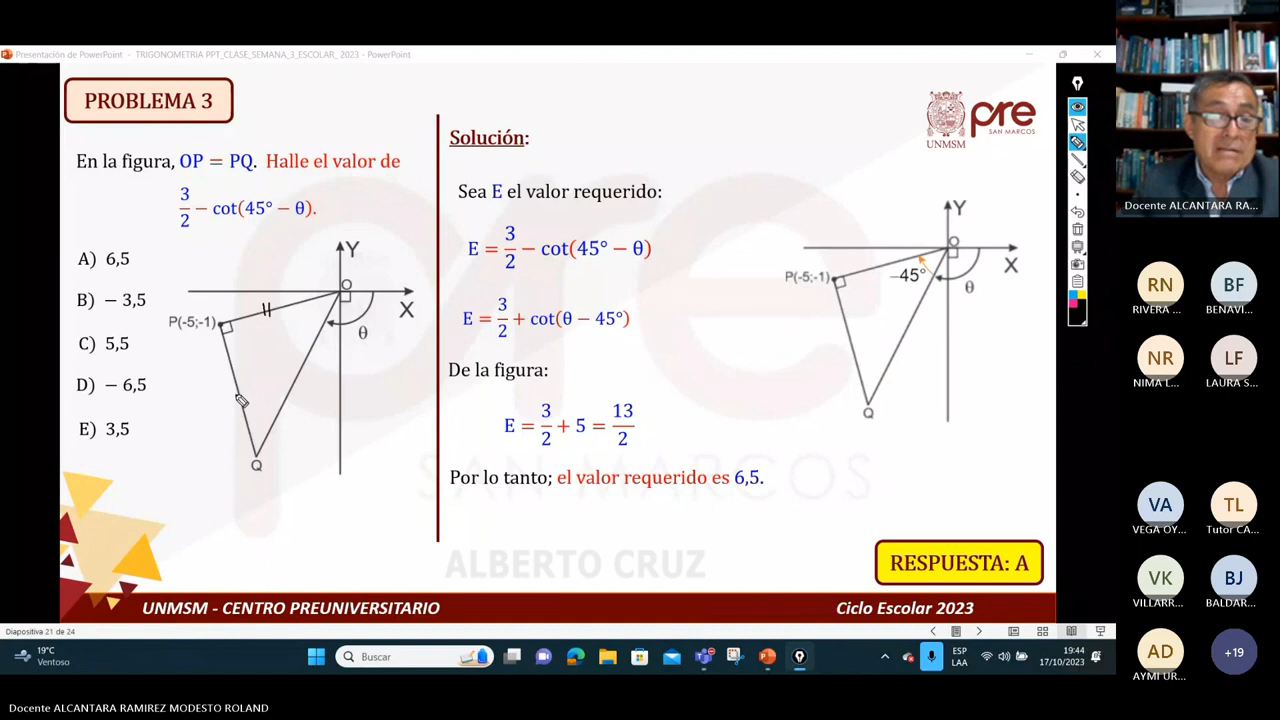 Presentación de PowerPoint - TRIGONOMETRIA PPT_CLASE_SEMANA_3_ESCOLAR_ 2023 - PowerPoint
PROBLEMA 3
En la figura, OP = PQ. Halle el valor de
3/2 − cot(45° − θ).
A) 6,5
B) − 3,5
C) 5,5
D) − 6,5
E) 3,5
Y
O
X
P(-5;-1)
θ
Q
Solución:
Sea E el valor requerido:
E = 3/2 − cot(45° − θ)
E = 3/2 + cot(θ − 45°)
De la figura:
E = 3/2 + 5 = 13/2
Por lo tanto; el valor requerido es 6,5.
UNMSM
pre
SAN MARCOS
Y
O
X
P(-5;-1)
−45°
θ
Q
pre
SAN MARCOS
ALBERTO CRUZ
RESPUESTA: A
UNMSM - CENTRO PREUNIVERSITARIO
Ciclo Escolar 2023
Diapositiva 21 de 24
19°C
Ventoso
Buscar
ESP
LAA
19:44
17/10/2023
Docente ALCANTARA RA...
RN
RIVERA ...
BF
BENAVI...
NR
NIMA L...
LF
LAURA S...
VA
VEGA OY...
TL
Tutor CA...
VK
VILLARR...
BJ
BALDAR...
AD
AYMI UR...
+19
Docente ALCANTARA RAMIREZ MODESTO ROLAND